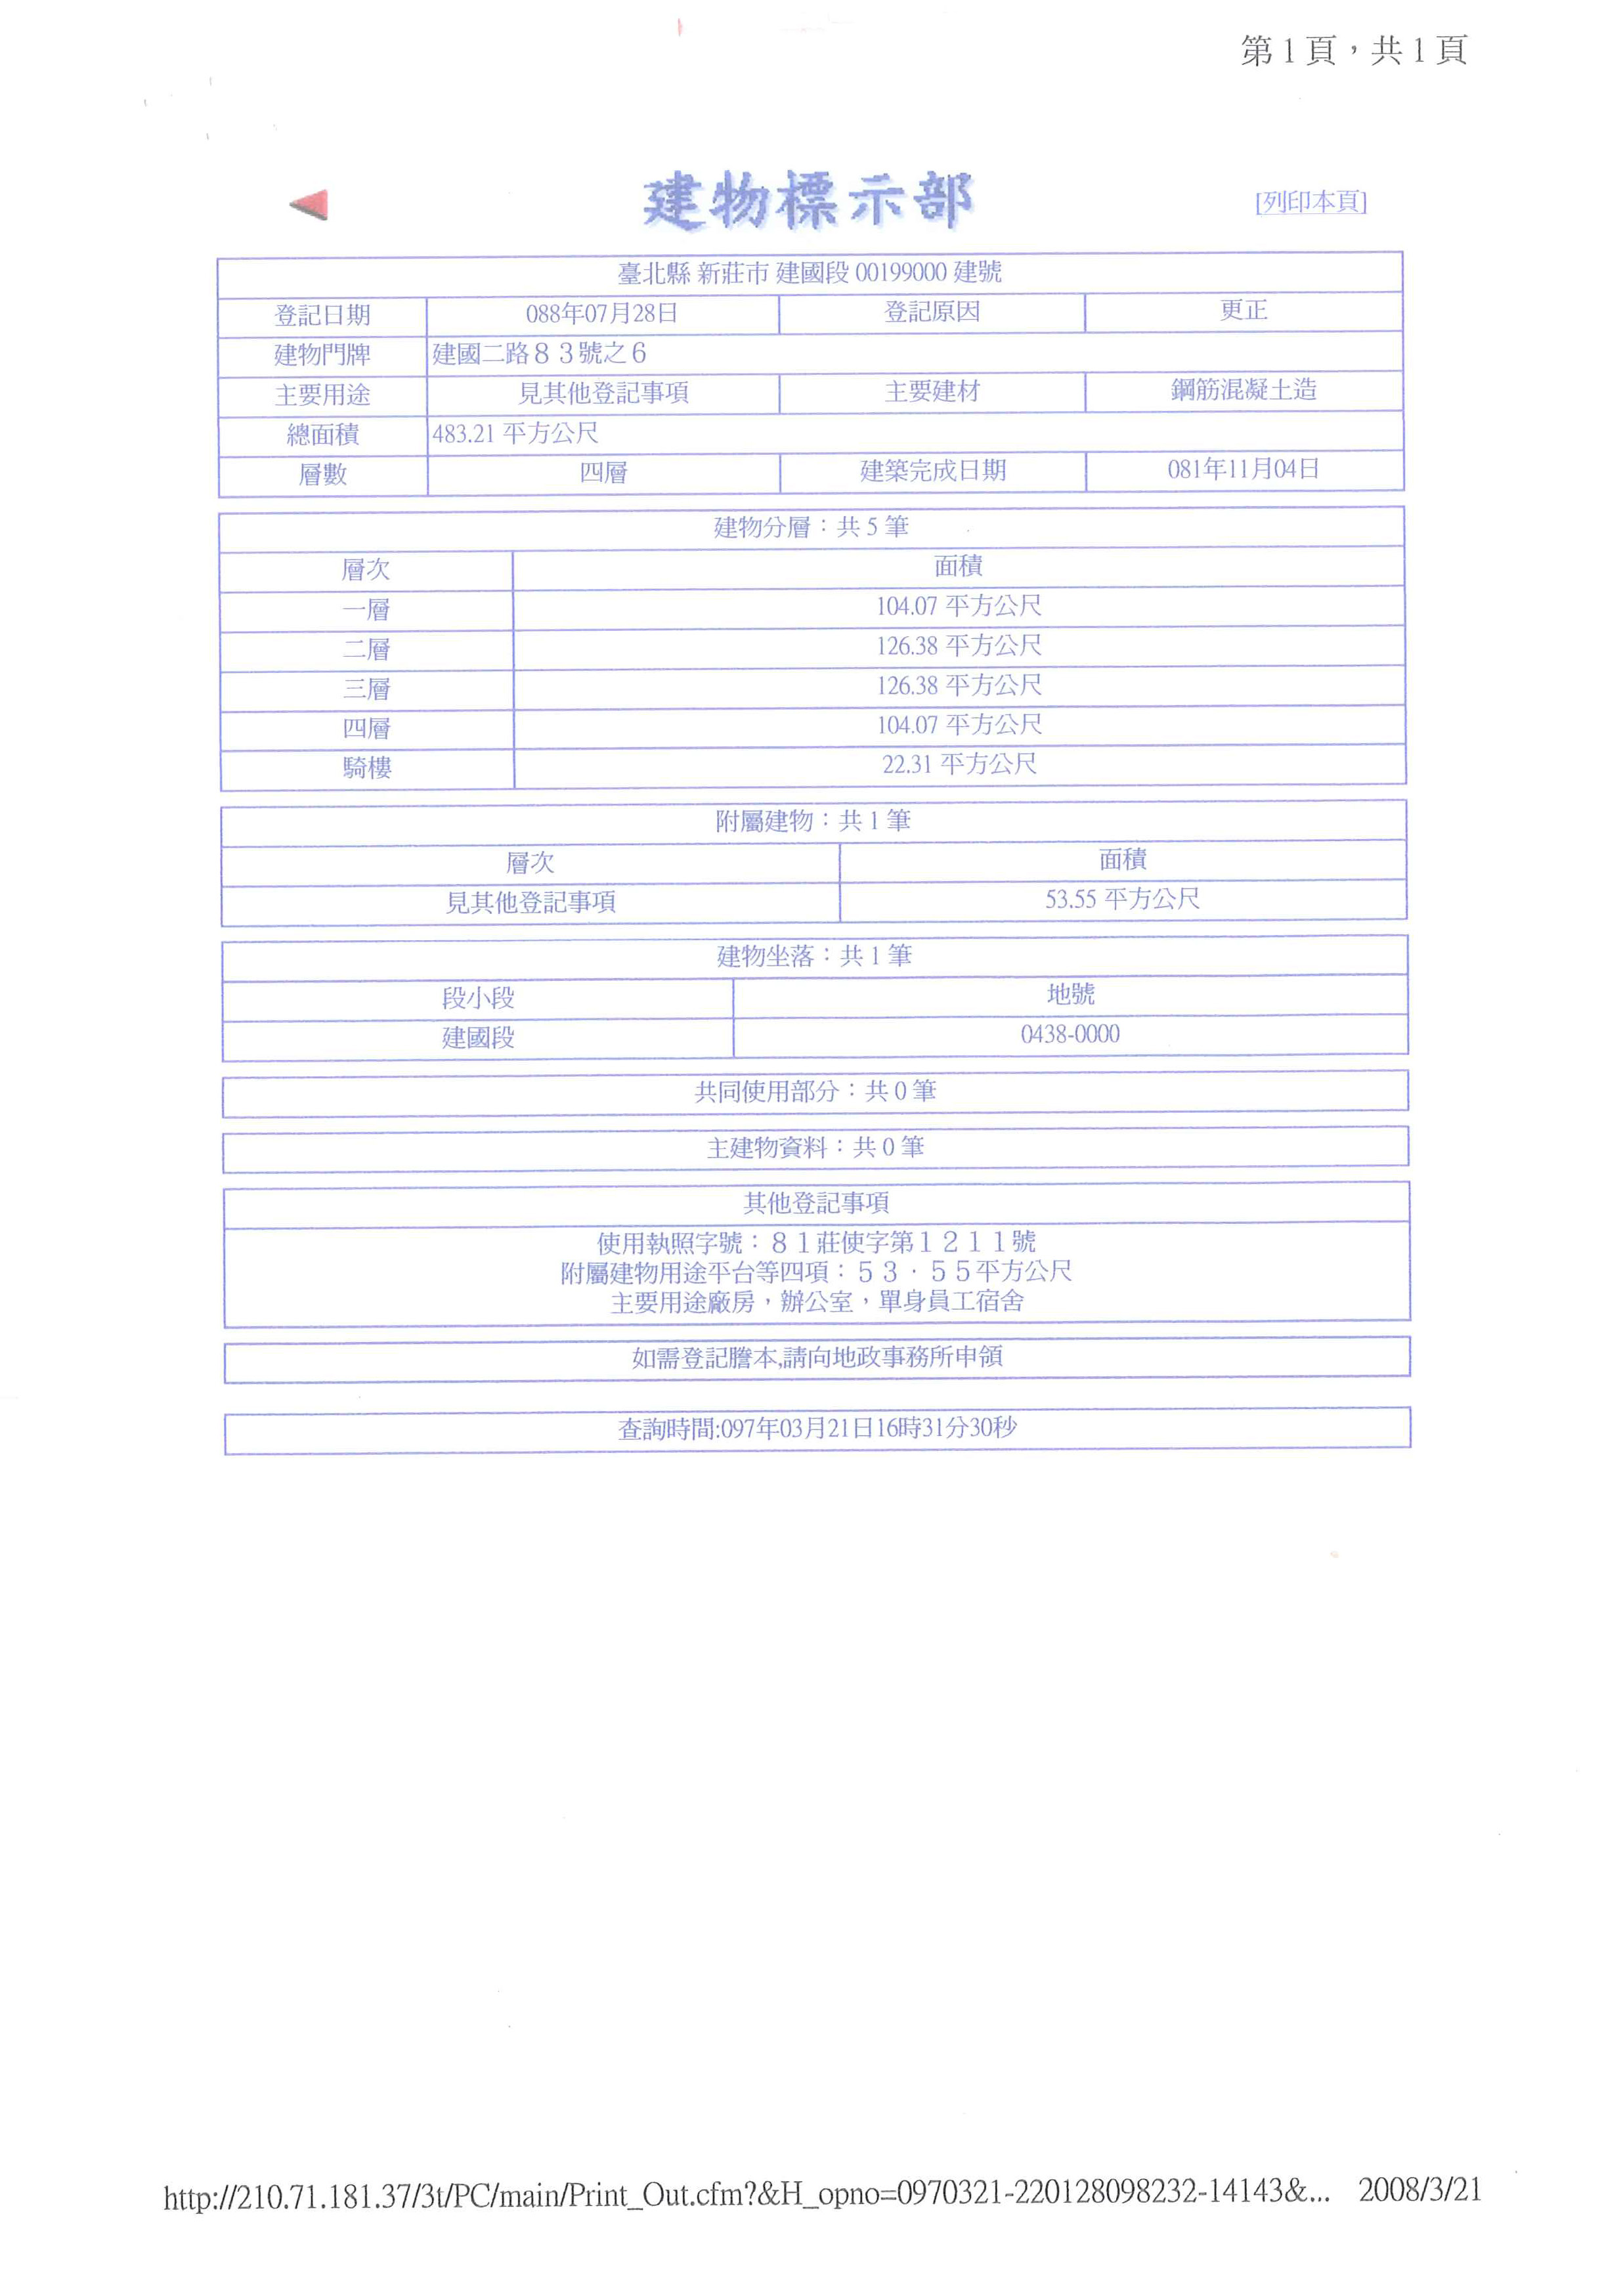 第1頁，共1頁
建物標示部
[列印本頁]
臺北縣 新莊市 建國段 00199000 建號
登記日期 088年07月28日 登記原因 更正
建物門牌 建國二路８３號之６
主要用途 見其他登記事項 主要建材 鋼筋混凝土造
總面積 483.21 平方公尺
層數 四層 建築完成日期 081年11月04日
建物分層：共 5 筆
層次 面積
一層 104.07 平方公尺
二層 126.38 平方公尺
三層 126.38 平方公尺
四層 104.07 平方公尺
騎樓 22.31 平方公尺
附屬建物：共 1 筆
層次 面積
見其他登記事項 53.55 平方公尺
建物坐落：共 1 筆
段小段 地號
建國段 0438-0000
共同使用部分：共 0 筆
主建物資料：共 0 筆
其他登記事項
使用執照字號：８１莊使字第１２１１號
附屬建物用途平台等四項：５３．５５平方公尺
主要用途廠房，辦公室，單身員工宿舍
如需登記謄本,請向地政事務所申領
查詢時間:097年03月21日16時31分30秒
http://210.71.181.37/3t/PC/main/Print_Out.cfm?&H_opno=0970321-220128098232-14143&... 2008/3/21